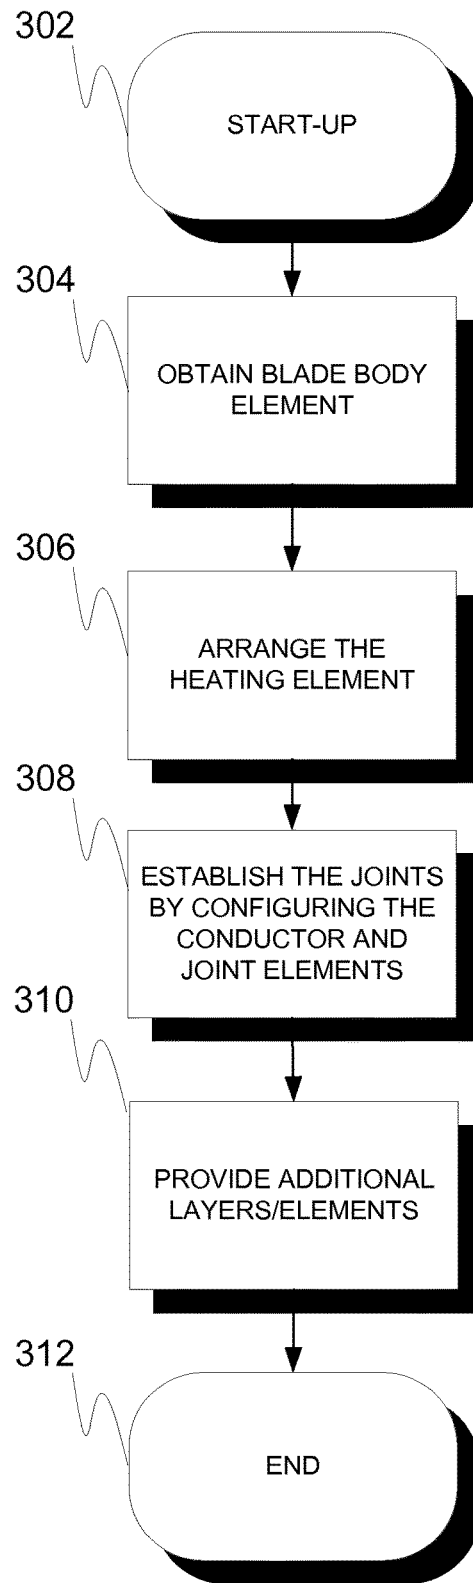 302
START-UP
304
OBTAIN BLADE BODY
ELEMENT
306
ARRANGE THE
HEATING ELEMENT
308
ESTABLISH THE JOINTS
BY CONFIGURING THE
CONDUCTOR AND
JOINT ELEMENTS
310
PROVIDE ADDITIONAL
LAYERS/ELEMENTS
312
END